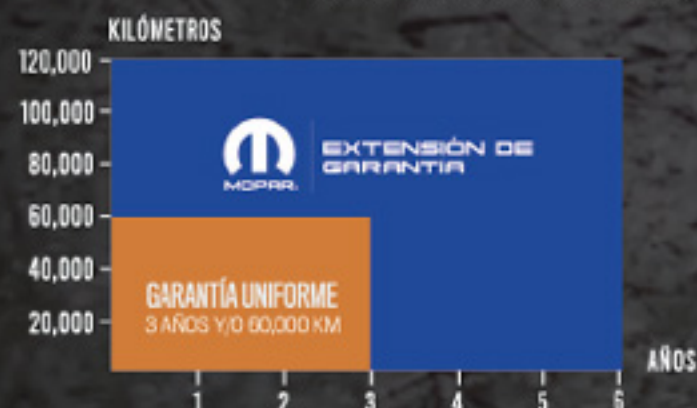 KILÓMETROS
120,000
100,000
80,000
60,000
40,000
20,000
MOPAR.
EXTENSIÓN DE
GARANTIA
GARANTÍA UNIFORME
3 AÑOS Y/O 60,000 KM
AÑOS
1 2 3 4 5 6